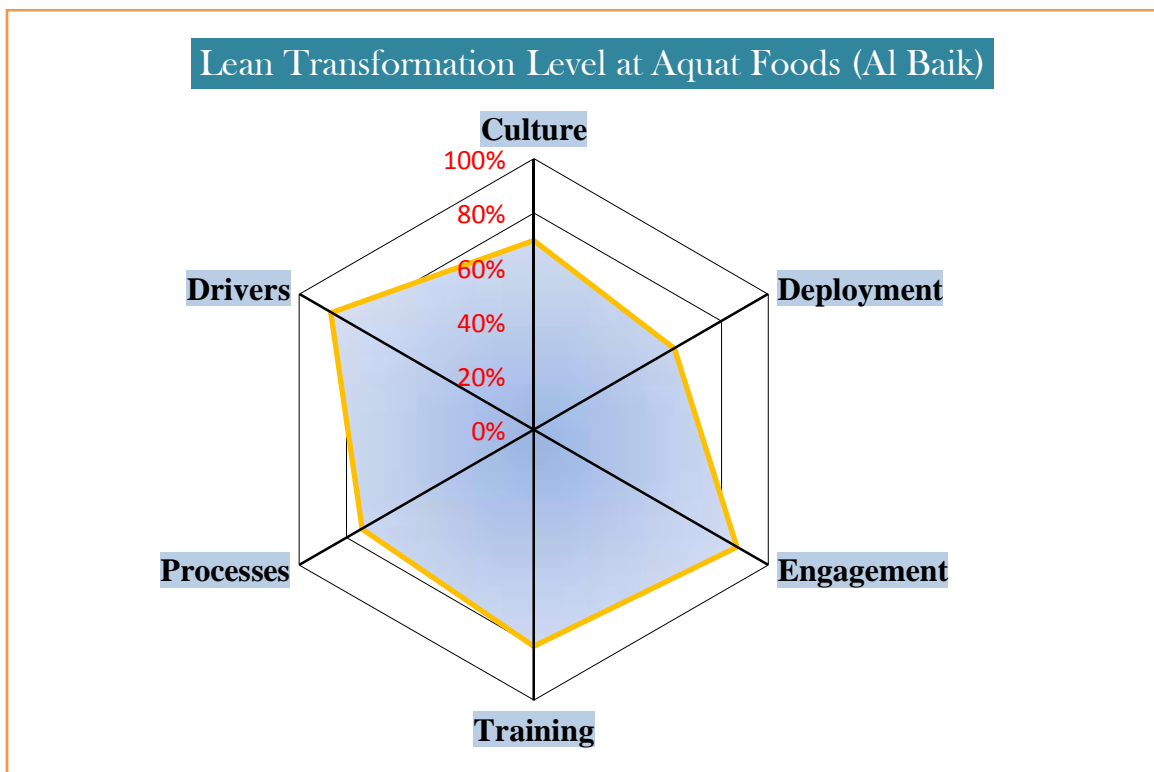 Lean Transformation Level at Aquat Foods (Al Baik)
Culture
100%
80%
60%
40%
20%
0%
Drivers
Deployment
Processes
Engagement
Training